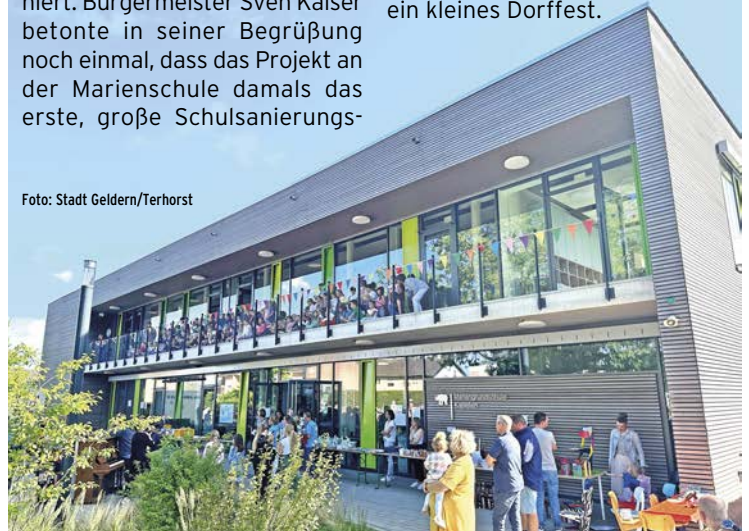 niert. Bürgermeister Sven Kaiser
betonte in seiner Begrüßung
noch einmal, dass das Projekt an
der Marienschule damals das
erste, große Schulsanierungs-
ein kleines Dorffest.
Foto: Stadt Geldern/Terhorst